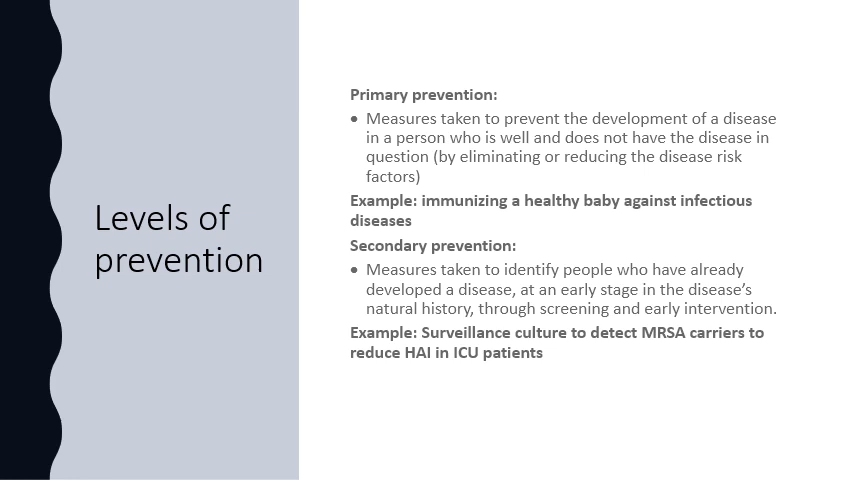 Levels of
prevention
Primary prevention:
• Measures taken to prevent the development of a disease
in a person who is well and does not have the disease in
question (by eliminating or reducing the disease risk
factors)
Example: immunizing a healthy baby against infectious
diseases
Secondary prevention:
• Measures taken to identify people who have already
developed a disease, at an early stage in the disease’s
natural history, through screening and early intervention.
Example: Surveillance culture to detect MRSA carriers to
reduce HAI in ICU patients